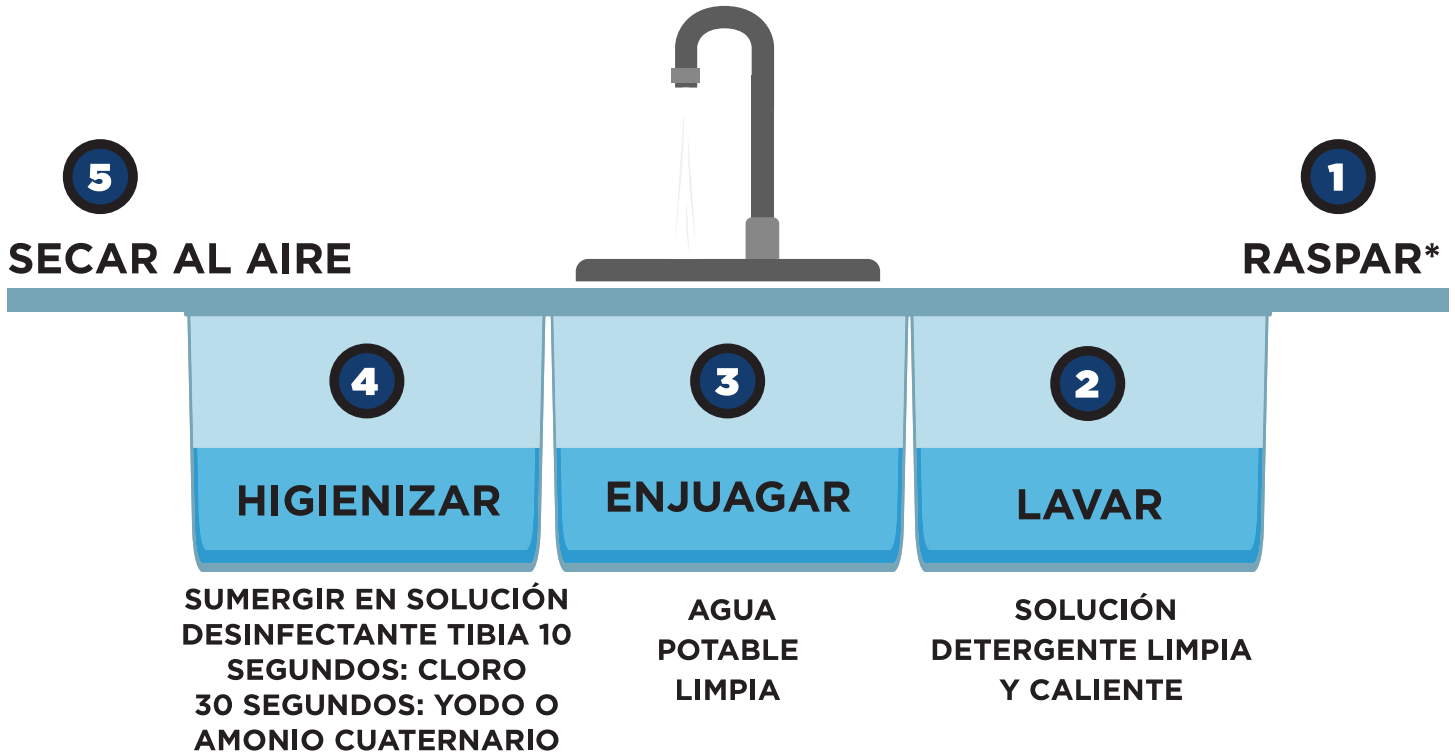 5
SECAR AL AIRE
1
RASPAR*
4
HIGIENIZAR
SUMERGIR EN SOLUCIÓN
DESINFECTANTE TIBIA 10
SEGUNDOS: CLORO
30 SEGUNDOS: YODO O
AMONIO CUATERNARIO
3
ENJUAGAR
AGUA
POTABLE
LIMPIA
2
LAVAR
SOLUCIÓN
DETERGENTE LIMPIA
Y CALIENTE